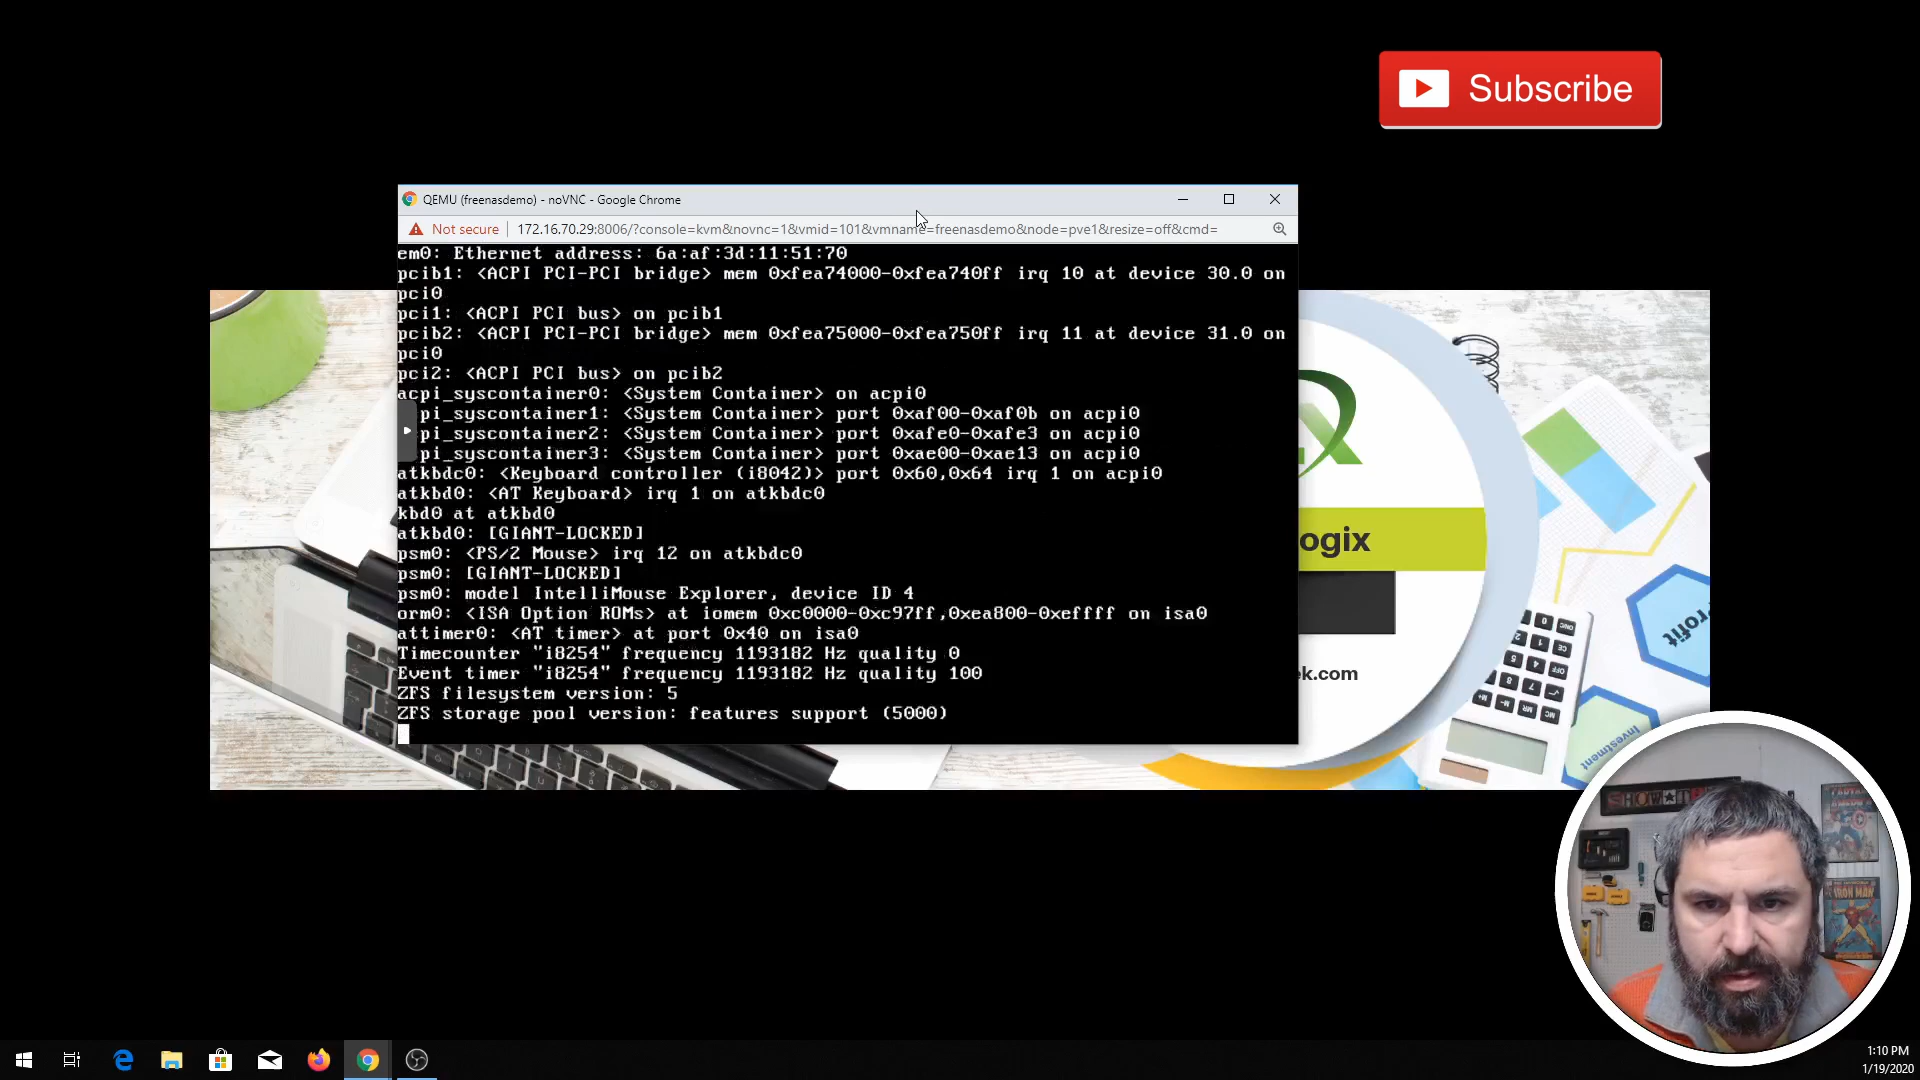 Subscribe
QEMU (freenasdemo) - noVNC - Google Chrome
Not secure
172.16.70.29:8006/?console=kvm&novnc=1&vmid=101&vmname=freenasdemo&node=pve1&resize=off&cmd=
em0: Ethernet address: 6a:af:3d:11:51:70
pcib1: <ACPI PCI-PCI bridge> mem 0xfea74000-0xfea740ff irq 10 at device 30.0 on
pci0
pci1: <ACPI PCI bus> on pcib1
pcib2: <ACPI PCI-PCI bridge> mem 0xfea75000-0xfea750ff irq 11 at device 31.0 on
pci0
pci2: <ACPI PCI bus> on pcib2
acpi_syscontainer0: <System Container> on acpi0
pi_syscontainer1: <System Container> port 0xaf00-0xaf0b on acpi0
pi_syscontainer2: <System Container> port 0xafe0-0xafe3 on acpi0
pi_syscontainer3: <System Container> port 0xae00-0xae13 on acpi0
atkbdc0: <Keyboard controller (i8042)> port 0x60,0x64 irq 1 on acpi0
atkbd0: <AT Keyboard> irq 1 on atkbdc0
kbd0 at atkbd0
atkbd0: [GIANT-LOCKED]
psm0: <PS/2 Mouse> irq 12 on atkbdc0
psm0: [GIANT-LOCKED]
psm0: model IntelliMouse Explorer, device ID 4
orm0: <ISA Option ROMs> at iomem 0xc0000-0xc97ff,0xea800-0xeffff on isa0
attimer0: <AT timer> at port 0x40 on isa0
Timecounter "i8254" frequency 1193182 Hz quality 0
Event timer "i8254" frequency 1193182 Hz quality 100
ZFS filesystem version: 5
ZFS storage pool version: features support (5000)
ogix
ek.com
Profit
Investment
IRON MAN
1:10 PM
1/19/2020